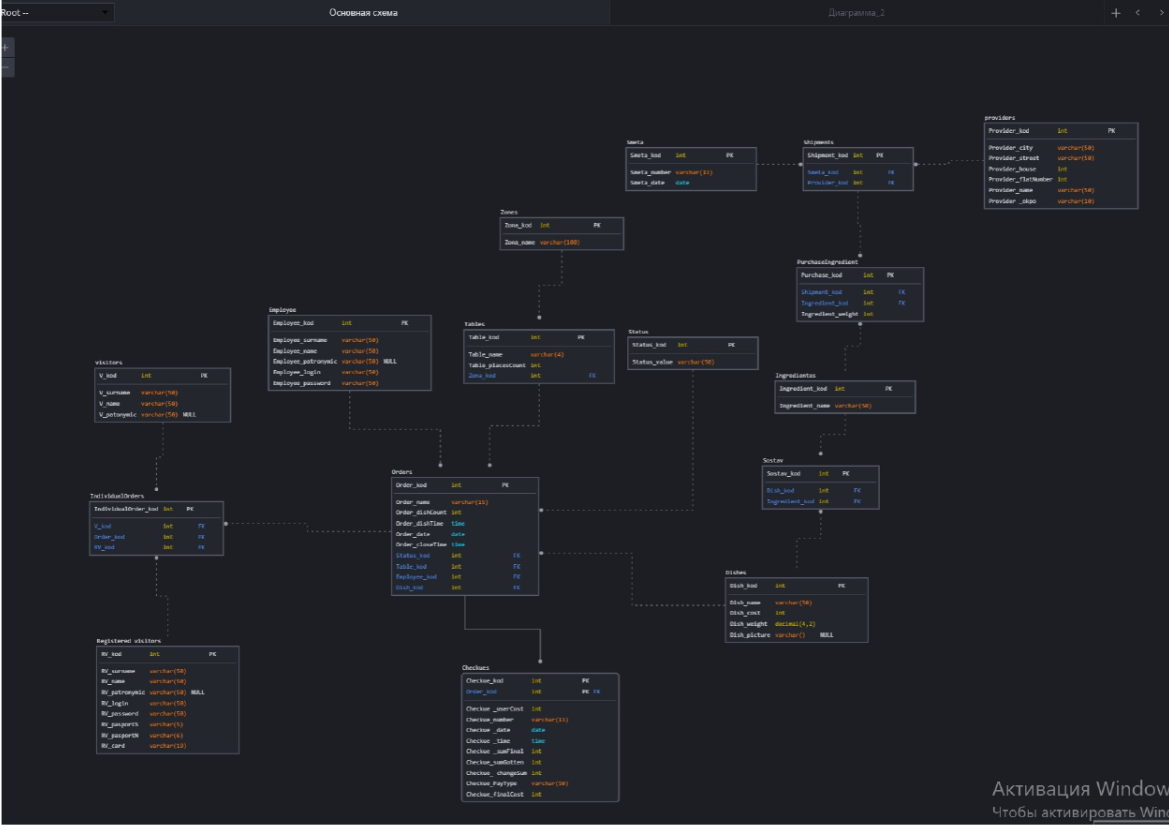 Root --
Основная схема
Диаграмма_2
providers
Provider_kod int PK
Provider_city varchar(50)
Provider_street varchar(50)
Provider_house int
Provider_flatNumber int
Provider_name varchar(50)
Provider _okpo varchar(10)
Smeta
Smeta_kod int PK
Smeta_number varchar(11)
Smeta_date date
Shipments
Shipment_kod int PK
Smeta_kod int FK
Provider_kod int FK
Zones
Zone_kod int PK
Zone_name varchar(100)
PurchaseIngredient
Purchase_kod int PK
Shipment_kod int FK
Ingredient_kod int FK
Ingredient_weight int
Employee
Employee_kod int PK
Employee_surname varchar(50)
Employee_name varchar(50)
Employee_patronymic varchar(50) NULL
Employee_login varchar(50)
Employee_password varchar(50)
Tables
Table_kod int PK
Table_name varchar(4)
Table_placesCount int
Zona_kod int FK
Status
Status_kod int PK
Status_value varchar(50)
visitors
V_kod int PK
V_surname varchar(50)
V_name varchar(50)
V_petonymic varchar(50) NULL
Ingredientes
Ingredient_kod int PK
Ingredient_name varchar(50)
Sostav
Sostav_kod int PK
Dish_kod int FK
Ingredient_kod int FK
Orders
Order_kod int PK
Order_name varchar(11)
Order_dishCount int
Order_dishTime time
Order_date date
Order_closeTime time
Status_kod int FK
Table_kod int FK
Employee_kod int FK
Dish_kod int FK
IndividualOrders
IndividualOrder_kod int PK
V_kod int FK
Order_kod int FK
RV_kod int FK
Dishes
Dish_kod int PK
Dish_name varchar(50)
Dish_cost int
Dish_weight decimal(4,2)
Dish_picture varchar() NULL
Registered visitors
RV_kod int PK
RV_surname varchar(50)
RV_name varchar(50)
RV_patronymic varchar(50) NULL
RV_login varchar(50)
RV_password varchar(50)
RV_pasportS varchar(5)
RV_pasportN varchar(6)
RV_card varchar(19)
Checkues
Checkue_kod int PK
Order_kod int PK FK
Checkue _userCost int
Checkue_number varchar(11)
Checkue _date date
Checkue _time time
Checkue _sumFinal int
Checkue_sumGotten int
Checkue_ changeSum int
Checkue_PayType varchar(30)
Checkue_finalCost int
Активация Window
Чтобы активировать Win